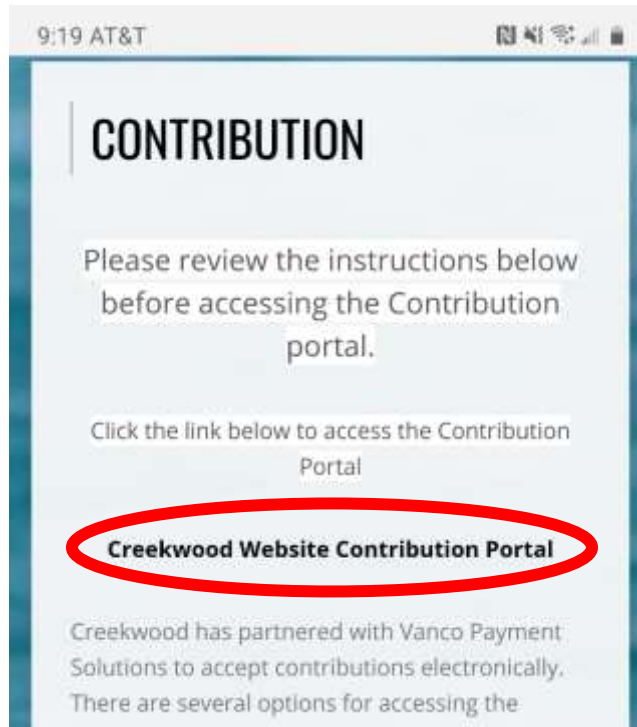 9:19 AT&T
CONTRIBUTION
Please review the instructions below
before accessing the Contribution
portal.
Click the link below to access the Contribution
Portal
Creekwood Website Contribution Portal
Creekwood has partnered with Vanco Payment
Solutions to accept contributions electronically.
There are several options for accessing the